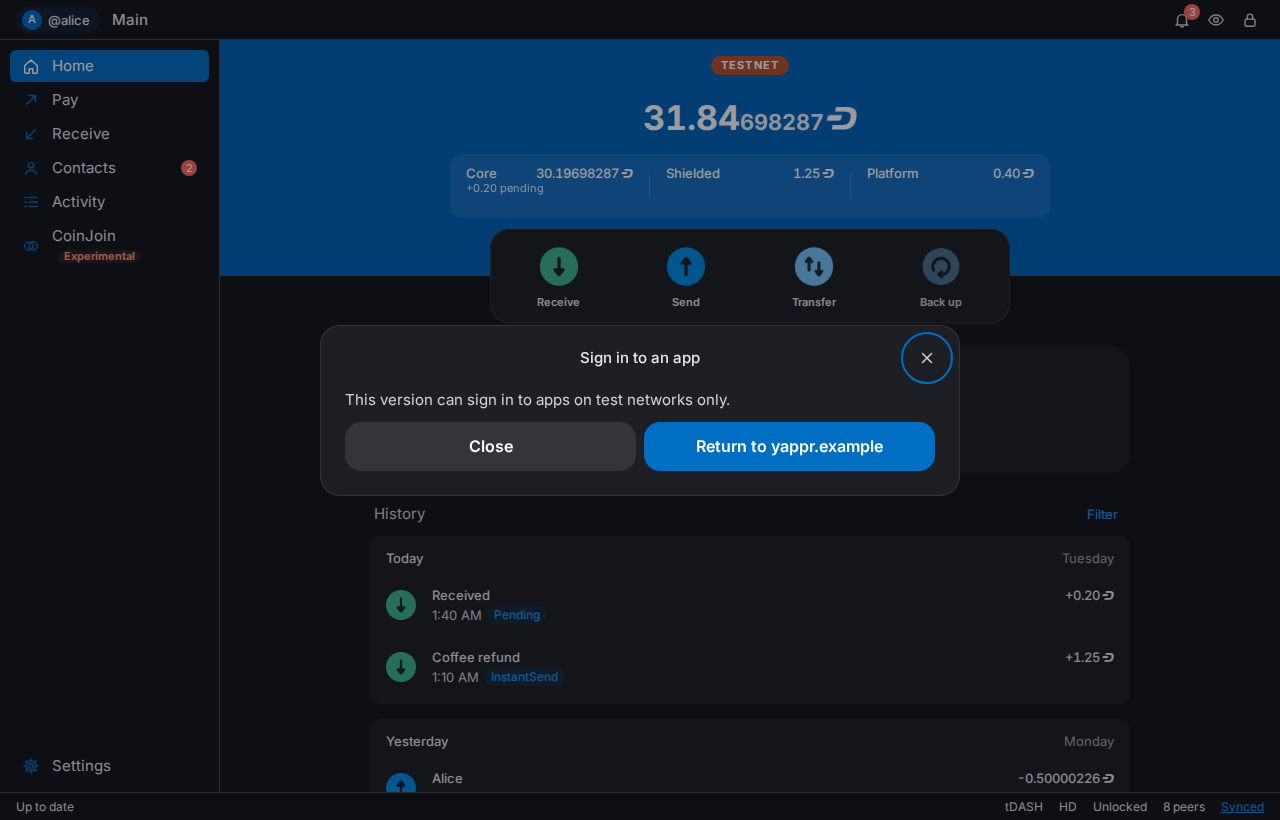 A @alice Main 3
Home
Pay
Receive
Contacts 2
Activity
CoinJoin
Experimental
Settings
TESTNET
31.84698287
Core 30.19698287 Shielded 1.25 Platform 0.40
+0.20 pending
Receive Send Transfer Back up
Sign in to an app
This version can sign in to apps on test networks only.
Close Return to yappr.example
History Filter
Today Tuesday
Received +0.20
1:40 AM Pending
Coffee refund +1.25
1:10 AM InstantSend
Yesterday Monday
Alice -0.50000226
Up to date tDASH HD Unlocked 8 peers Synced